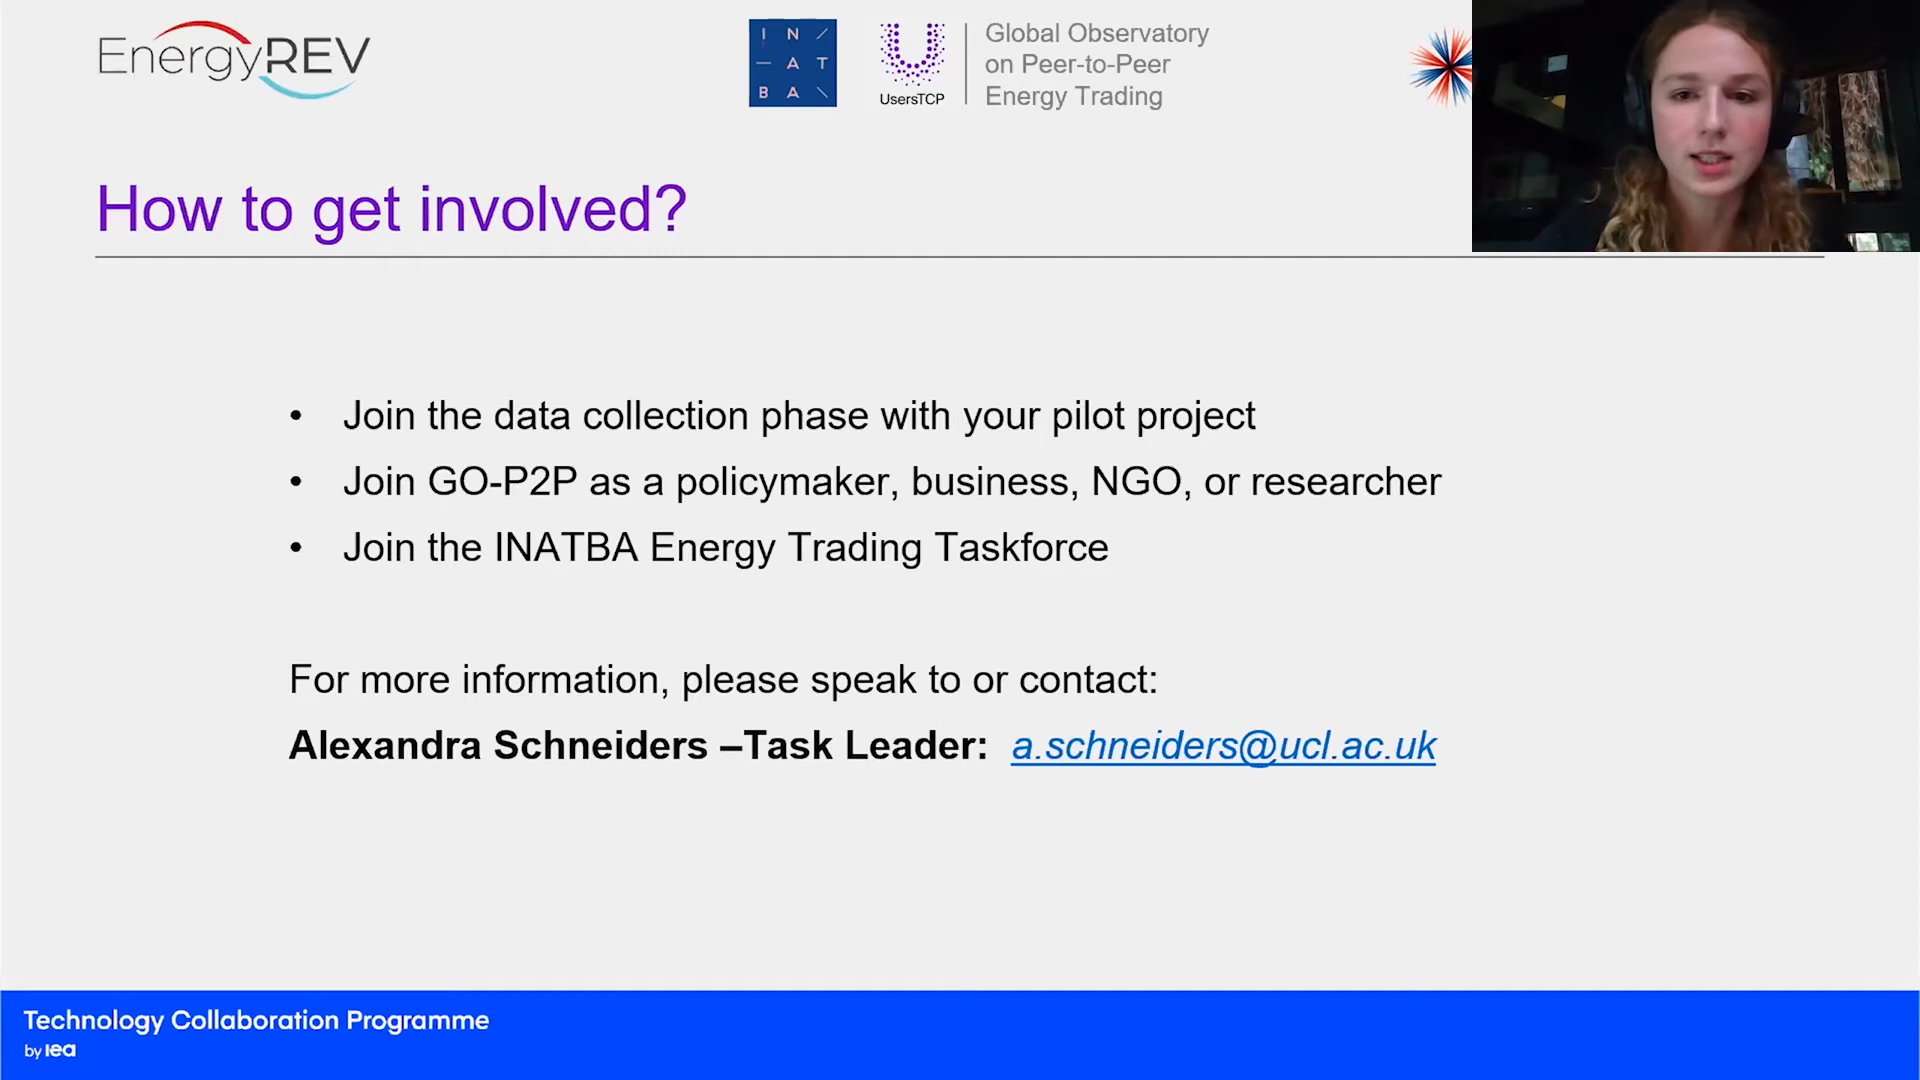 EnergyREV
I N /
— A T
B A \
UsersTCP
Global Observatory
on Peer-to-Peer
Energy Trading
How to get involved?
• Join the data collection phase with your pilot project
• Join GO-P2P as a policymaker, business, NGO, or researcher
• Join the INATBA Energy Trading Taskforce
For more information, please speak to or contact:
Alexandra Schneiders –Task Leader: a.schneiders@ucl.ac.uk
Technology Collaboration Programme
by iea